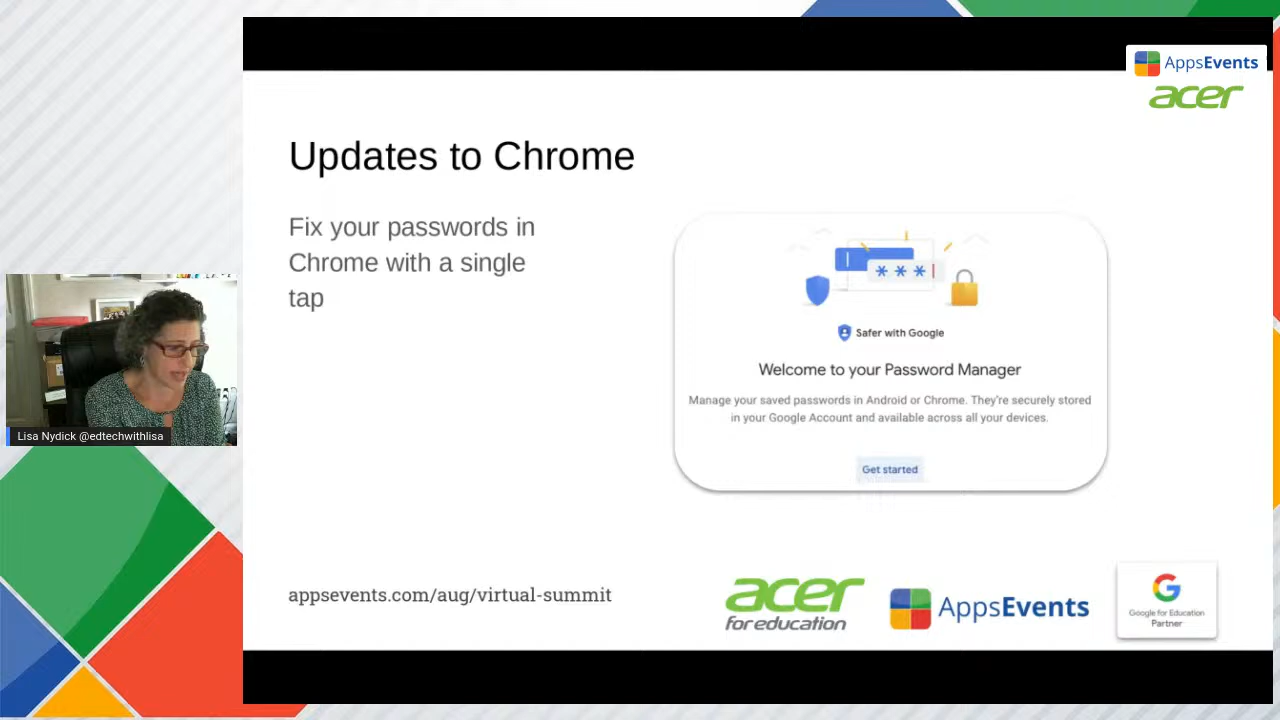 AppsEvents
acer
Updates to Chrome
Fix your passwords in
Chrome with a single
tap
***
Safer with Google
Welcome to your Password Manager
Manage your saved passwords in Android or Chrome. They're securely stored
in your Google Account and available across all your devices.
Get started
Lisa Nydick @edtechwithlisa
appsevents.com/aug/virtual-summit
acer
for education
AppsEvents
G
Google for Education
Partner